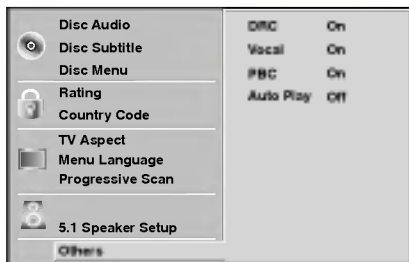 Disc Audio
Disc Subtitle
Disc Menu
Rating
Country Code
TV Aspect
Menu Language
Progressive Scan
5.1 Speaker Setup
Others
DRC On
Vocal On
PBC On
Auto Play Off